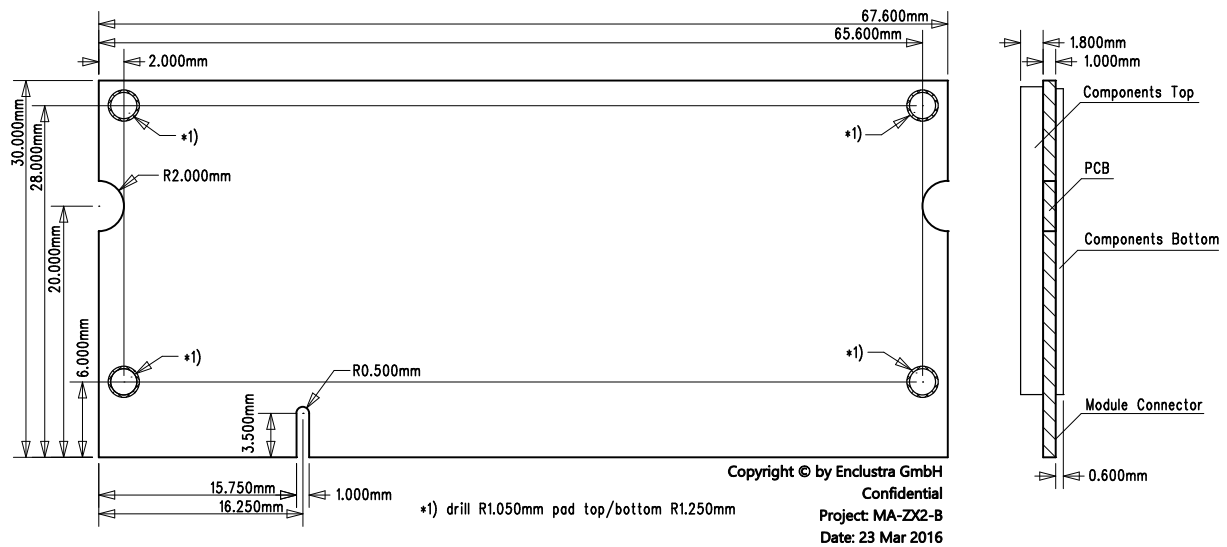 67.600mm
65.600mm
2.000mm
1.800mm
1.000mm
Components Top
*1)
*1)
30.000mm
28.000mm
R2.000mm
PCB
20.000mm
Components Bottom
6.000mm
*1)
*1)
R0.500mm
3.500mm
Module Connector
15.750mm
1.000mm
16.250mm
0.600mm
*1) drill R1.050mm pad top/bottom R1.250mm
Copyright © by Enclustra GmbH
Confidential
Project: MA-ZX2-B
Date: 23 Mar 2016